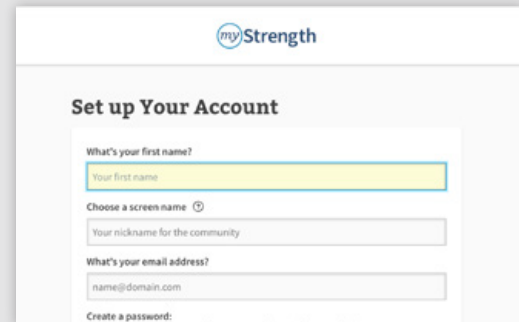 myStrength
Set up Your Account
What's your first name?
Your first name
Choose a screen name ?
Your nickname for the community
What's your email address?
name@domain.com
Create a password: